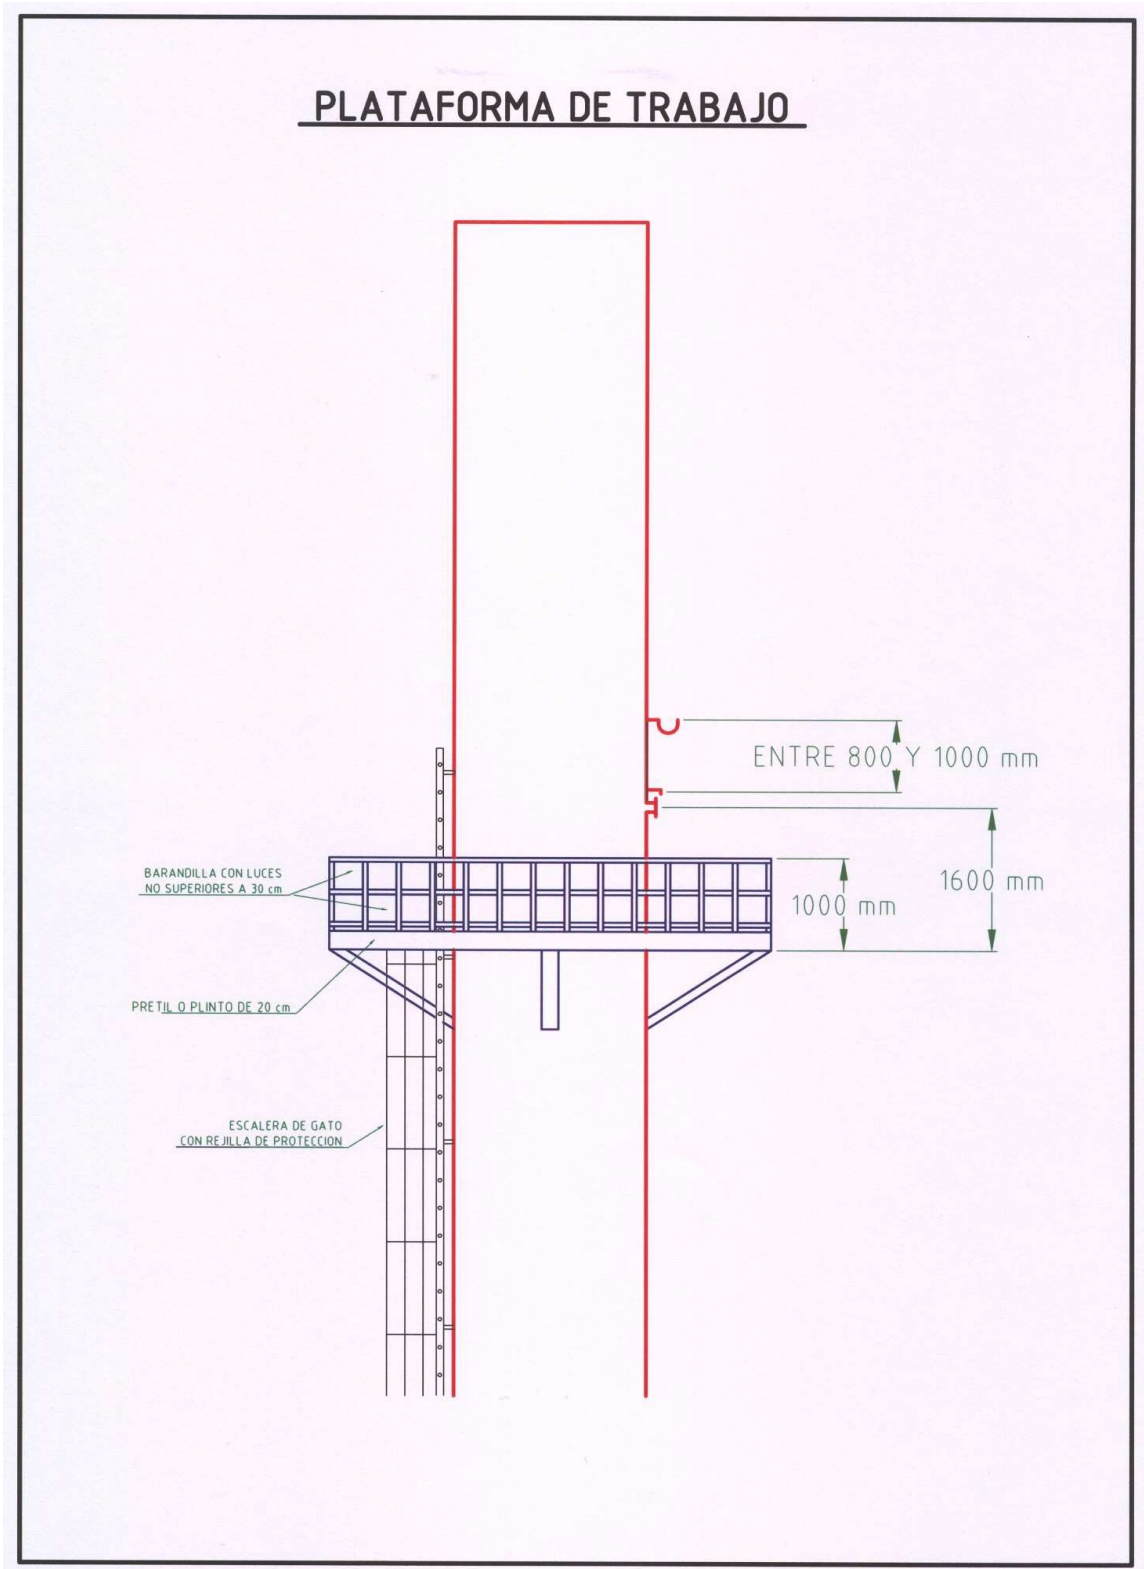 PLATAFORMA DE TRABAJO
ENTRE 800 Y 1000 mm
1600 mm
1000 mm
BARANDILLA CON LUCES
NO SUPERIORES A 30 cm
PRETIL O PLINTO DE 20 cm
ESCALERA DE GATO
CON REJILLA DE PROTECCION